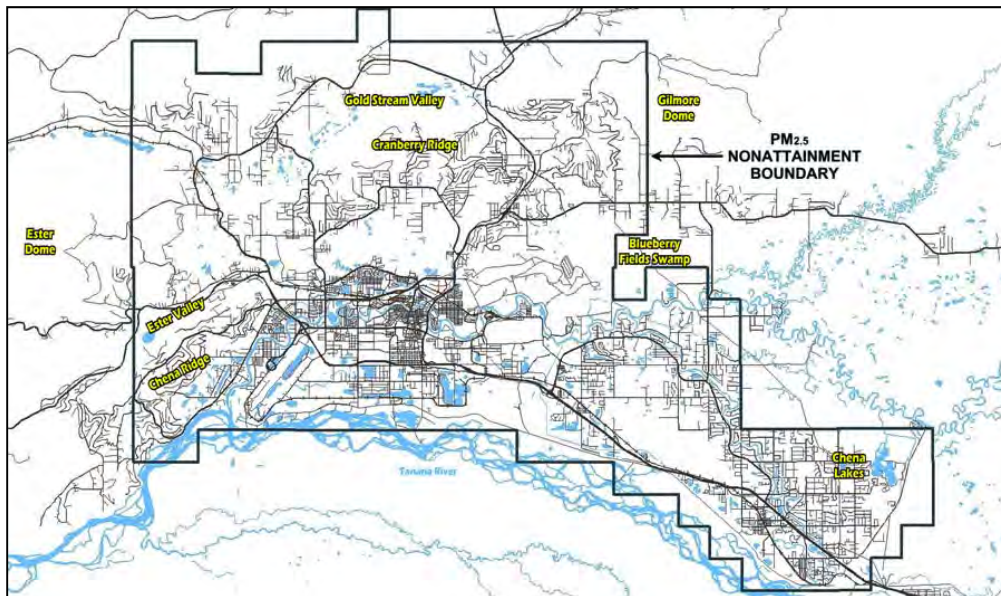 Gold Stream Valley
Gilmore
Dome
Cranberry Ridge
PM2.5
NONATTAINMENT
BOUNDARY
Ester
Dome
Blueberry
Fields Swamp
Ester Valley
Chena Ridge
Chena
Lakes
Tanana River